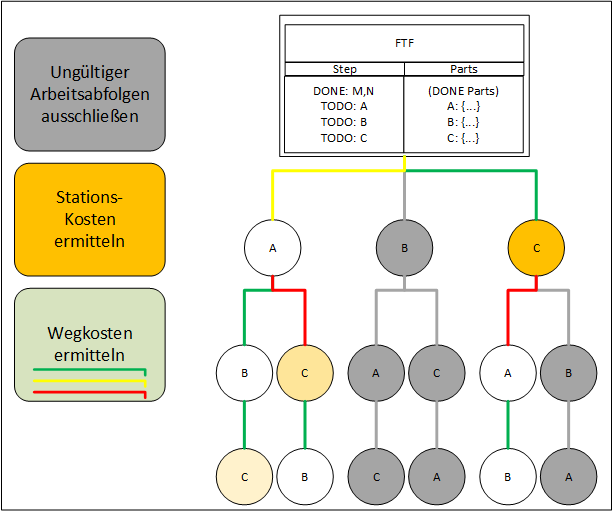 Ungültiger
Arbeitsabfolgen
ausschließen
Stations-
Kosten
ermitteln
Wegkosten
ermitteln
FTF
Step Parts
DONE: M,N (DONE Parts)
TODO: A A: {...}
TODO: B B: {...}
TODO: C C: {...}
A B C
B C A C A B
C B C A B A